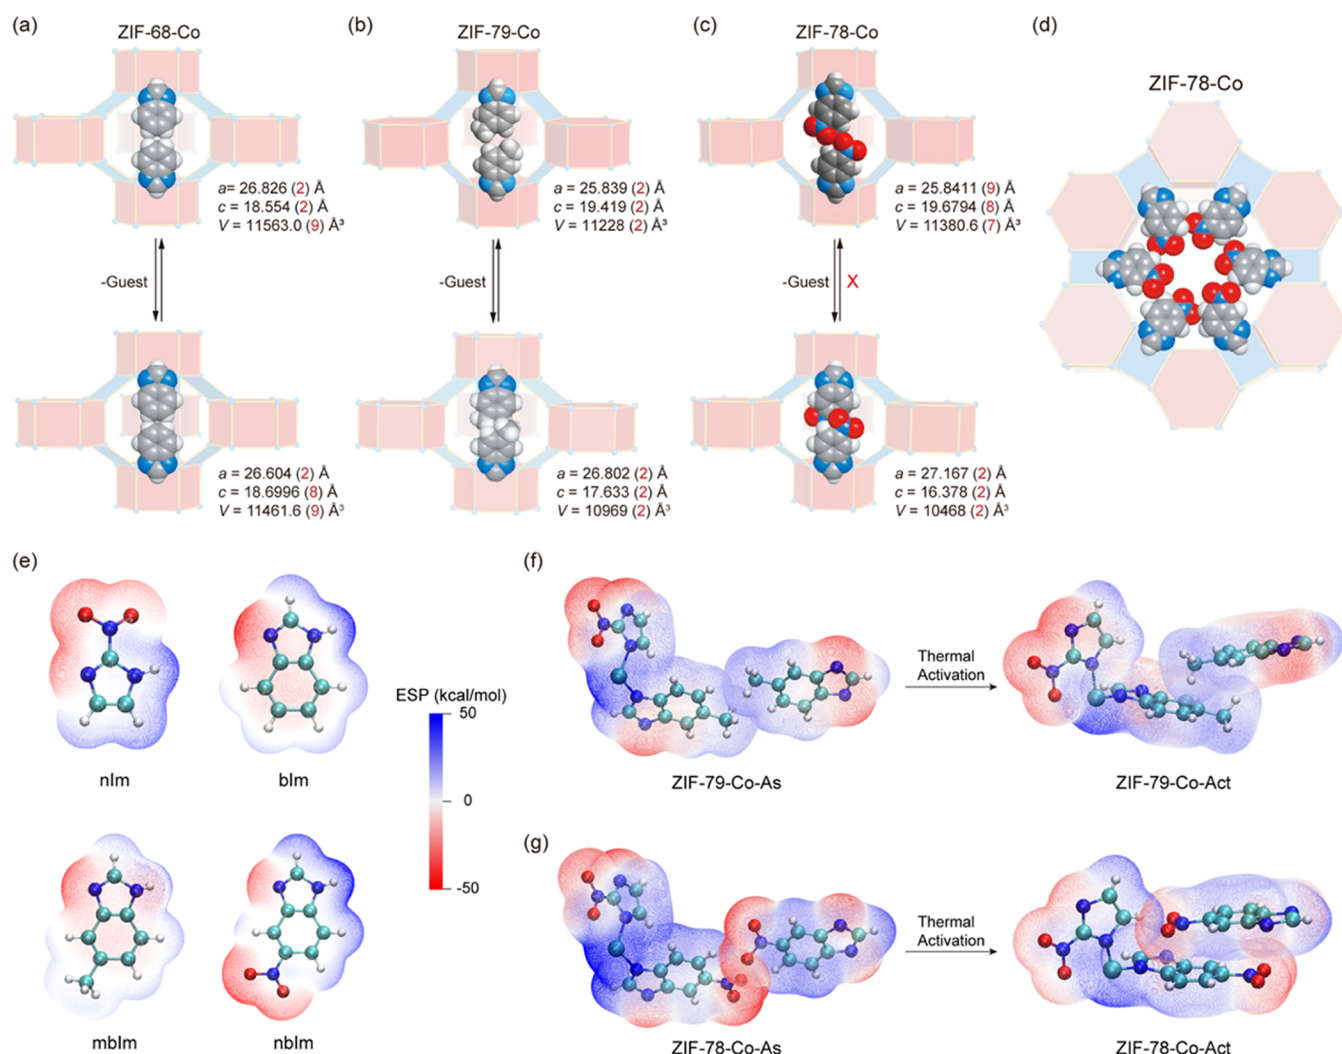 (a)
ZIF-68-Co
a= 26.826 (2) Å
c = 18.554 (2) Å
V = 11563.0 (9) Å³
-Guest
a = 26.604 (2) Å
c = 18.6996 (8) Å
V = 11461.6 (9) Å³
(b)
ZIF-79-Co
a = 25.839 (2) Å
c = 19.419 (2) Å
V = 11228 (2) Å³
-Guest
a = 26.802 (2) Å
c = 17.633 (2) Å
V = 10969 (2) Å³
(c)
ZIF-78-Co
a = 25.8411 (9) Å
c = 19.6794 (8) Å
V = 11380.6 (7) Å³
-Guest
X
a = 27.167 (2) Å
c = 16.378 (2) Å
V = 10468 (2) Å³
(d)
ZIF-78-Co
(e)
nIm
bIm
mbIm
nbIm
ESP (kcal/mol)
50
0
-50
(f)
ZIF-79-Co-As
Thermal
Activation
ZIF-79-Co-Act
(g)
ZIF-78-Co-As
Thermal
Activation
ZIF-78-Co-Act